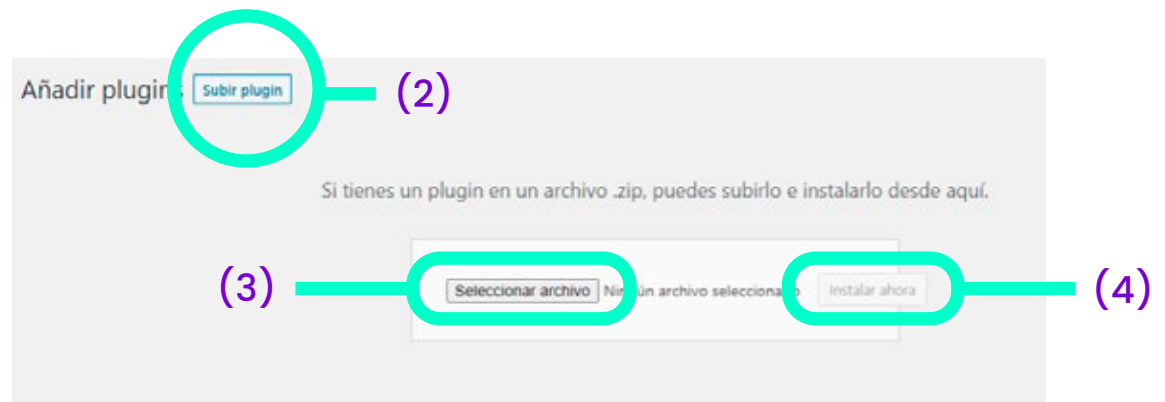 Añadir plugins Subir plugin (2)
Si tienes un plugin en un archivo .zip, puedes subirlo e instalarlo desde aquí.
(3) Seleccionar archivo Ningún archivo seleccionado Instalar ahora (4)